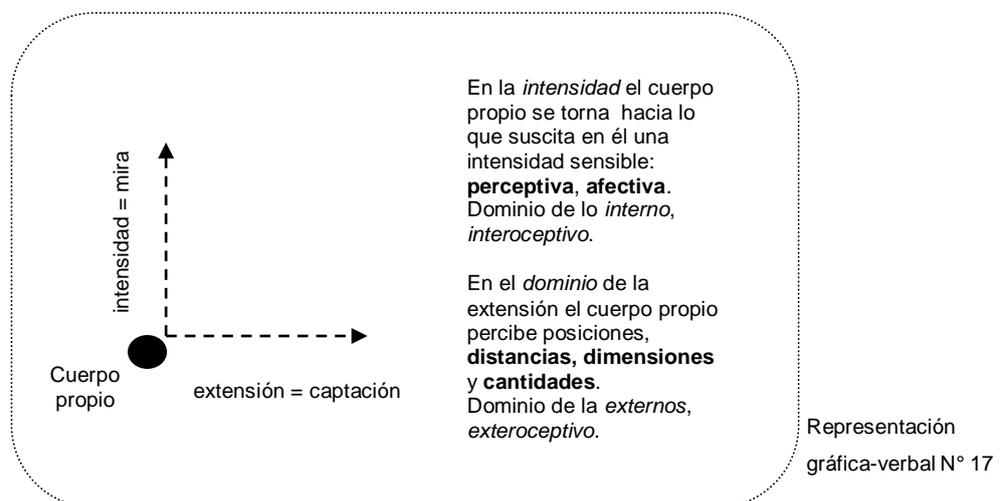 intensidad = mira
Cuerpo
propio
extensión = captación
En la intensidad el cuerpo
propio se torna hacia lo
que suscita en él una
intensidad sensible:
perceptiva, afectiva.
Dominio de lo interno,
interoceptivo.
En el dominio de la
extensión el cuerpo propio
percibe posiciones,
distancias, dimensiones
y cantidades.
Dominio de la externos,
exteroceptivo.
Representación
gráfica-verbal N° 17